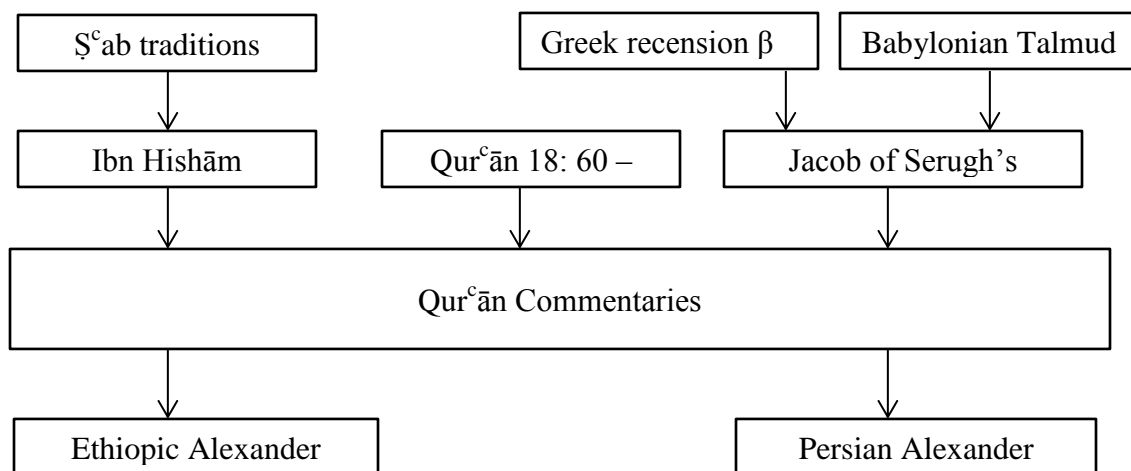 Ṣᶜab traditions
Greek recension β
Babylonian Talmud
Ibn Hishām
Qurᶜān 18: 60 –
Jacob of Serugh’s
Qurᶜān Commentaries
Ethiopic Alexander
Persian Alexander